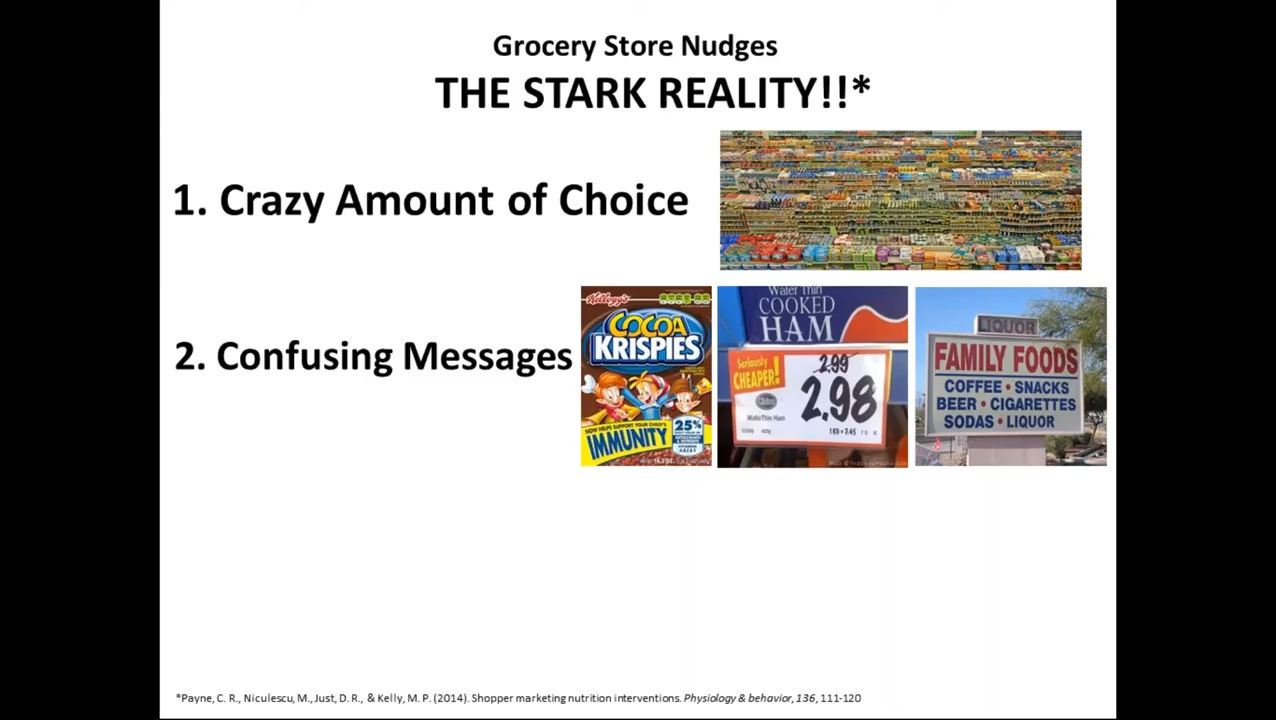 Grocery Store Nudges
THE STARK REALITY!!*
1. Crazy Amount of Choice
2. Confusing Messages
Kellogg's
COCOA
KRISPIES
NOW HELPS SUPPORT YOUR CHILD'S
IMMUNITY
25%
Water Thin
COOKED
HAM
Seriously
CHEAPER!
2.99
2.98
Wafer Thin Ham
LIQUOR
FAMILY FOODS
COFFEE • SNACKS
BEER • CIGARETTES
SODAS • LIQUOR
*Payne, C. R., Niculescu, M., Just, D. R., & Kelly, M. P. (2014). Shopper marketing nutrition interventions. Physiology & behavior, 136, 111-120